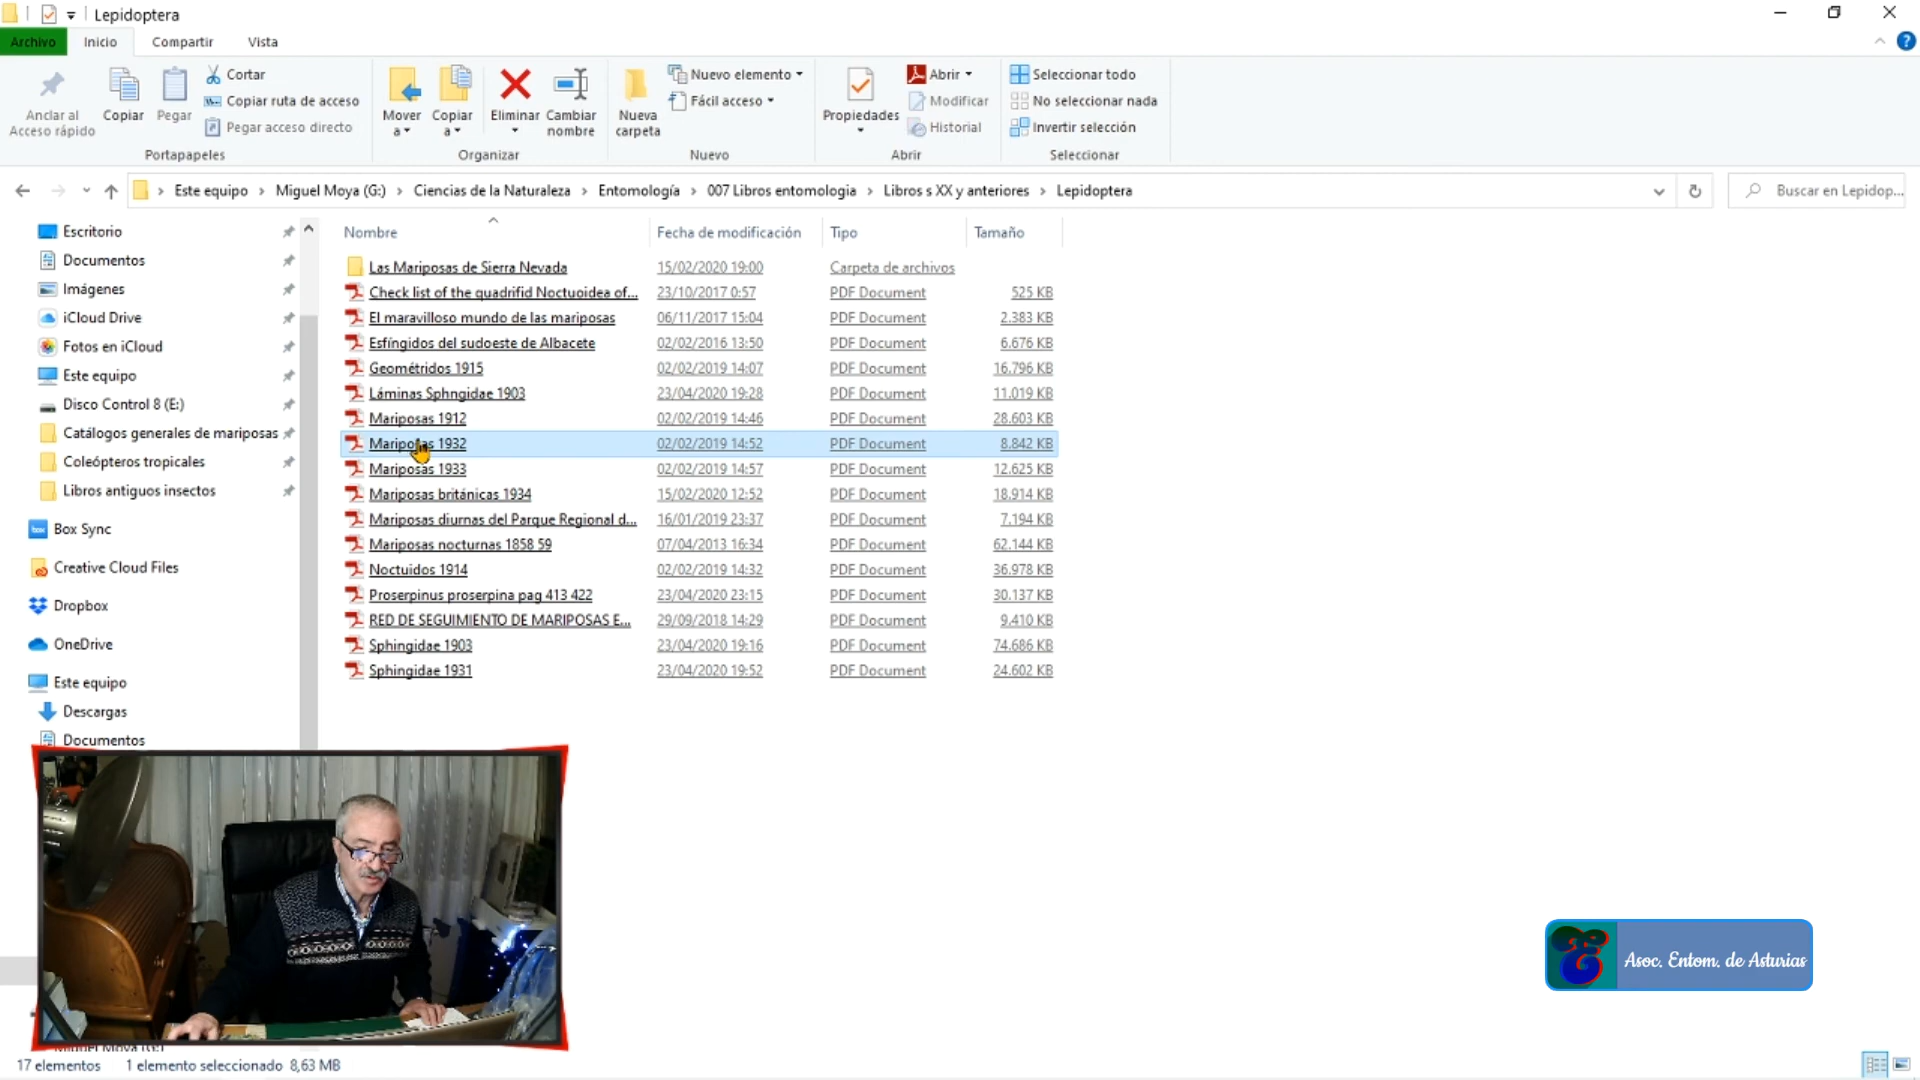 Lepidoptera
Archivo Inicio Compartir Vista
Anclar al Acceso rápido
Copiar
Pegar
Cortar
Copiar ruta de acceso
Pegar acceso directo
Portapapeles
Mover a
Copiar a
Eliminar
Cambiar nombre
Organizar
Nueva carpeta
Nuevo elemento
Fácil acceso
Nuevo
Propiedades
Abrir
Modificar
Historial
Abrir
Seleccionar todo
No seleccionar nada
Invertir selección
Seleccionar
Este equipo > Miguel Moya (G:) > Ciencias de la Naturaleza > Entomología > 007 Libros entomologia > Libros s XX y anteriores > Lepidoptera
Buscar en Lepidop...
Escritorio
Documentos
Imágenes
iCloud Drive
Fotos en iCloud
Este equipo
Disco Control 8 (E:)
Catálogos generales de mariposas
Coleópteros tropicales
Libros antiguos insectos
Box Sync
Creative Cloud Files
Dropbox
OneDrive
Este equipo
Descargas
Documentos
Nombre Fecha de modificación Tipo Tamaño
Las Mariposas de Sierra Nevada 15/02/2020 19:00 Carpeta de archivos
Check list of the quadrifid Noctuoidea of... 23/10/2017 0:57 PDF Document 525 KB
El maravilloso mundo de las mariposas 06/11/2017 15:04 PDF Document 2.383 KB
Esfíngidos del sudoeste de Albacete 02/02/2016 13:50 PDF Document 6.676 KB
Geométridos 1915 02/02/2019 14:07 PDF Document 16.796 KB
Láminas Sphngidae 1903 23/04/2020 19:28 PDF Document 11.019 KB
Mariposas 1912 02/02/2019 14:46 PDF Document 28.603 KB
Mariposas 1932 02/02/2019 14:52 PDF Document 8.842 KB
Mariposas 1933 02/02/2019 14:57 PDF Document 12.625 KB
Mariposas británicas 1934 15/02/2020 12:52 PDF Document 18.914 KB
Mariposas diurnas del Parque Regional d... 16/01/2019 23:37 PDF Document 7.194 KB
Mariposas nocturnas 1858 59 07/04/2013 16:34 PDF Document 62.144 KB
Noctuidos 1914 02/02/2019 14:32 PDF Document 36.978 KB
Proserpinus proserpina pag 413 422 23/04/2020 23:15 PDF Document 30.137 KB
RED DE SEGUIMIENTO DE MARIPOSAS E... 29/09/2018 14:29 PDF Document 9.410 KB
Sphingidae 1903 23/04/2020 19:16 PDF Document 74.686 KB
Sphingidae 1931 23/04/2020 19:52 PDF Document 24.602 KB
Asoc. Entom. de Asturias
Miguel Moya (G:)
17 elementos 1 elemento seleccionado 8,63 MB